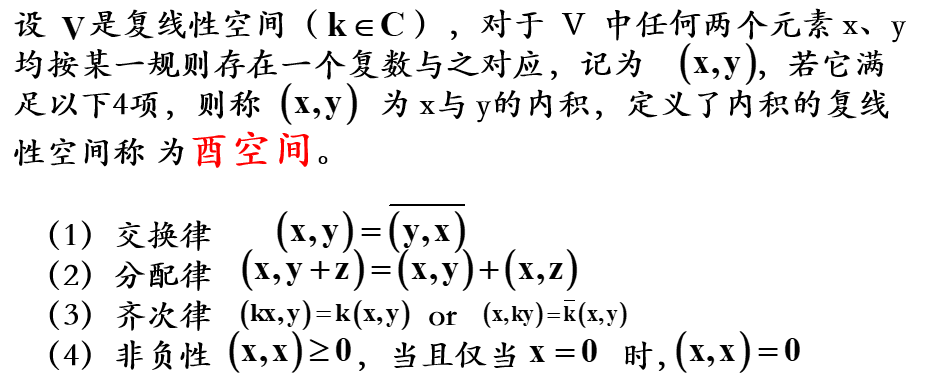 设 V是复线性空间（k∈C），对于 V 中任何两个元素 x、y
均按某一规则存在一个复数与之对应，记为 (x,y)，若它满
足以下4项，则称 (x,y) 为 x与 y的内积，定义了内积的复线
性空间称 为酉空间。
（1）交换律 (x,y)=\overline{(y,x)}
（2）分配律 (x,y+z)=(x,y)+(x,z)
（3）齐次律 (kx,y)=k(x,y) or (x,ky)=k̄(x,y)
（4）非负性 (x,x)≥0，当且仅当 x=0 时,(x,x)=0